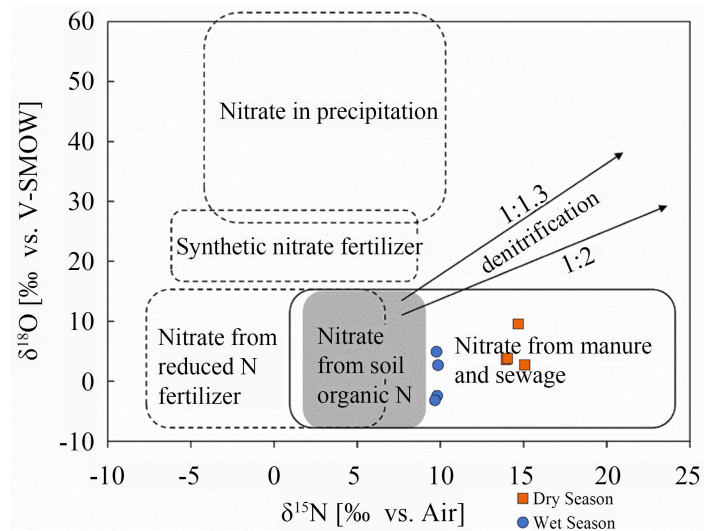 60
50
40
30
20
10
0
-10
δ18O [‰ vs. V-SMOW]
Nitrate in precipitation
Synthetic nitrate fertilizer
1:1.3
denitrification
1:2
Nitrate from
reduced N
fertilizer
Nitrate
from soil
organic N
Nitrate from manure
and sewage
-10
-5
0
5
10
15
20
25
δ15N [‰ vs. Air]
Dry Season
Wet Season